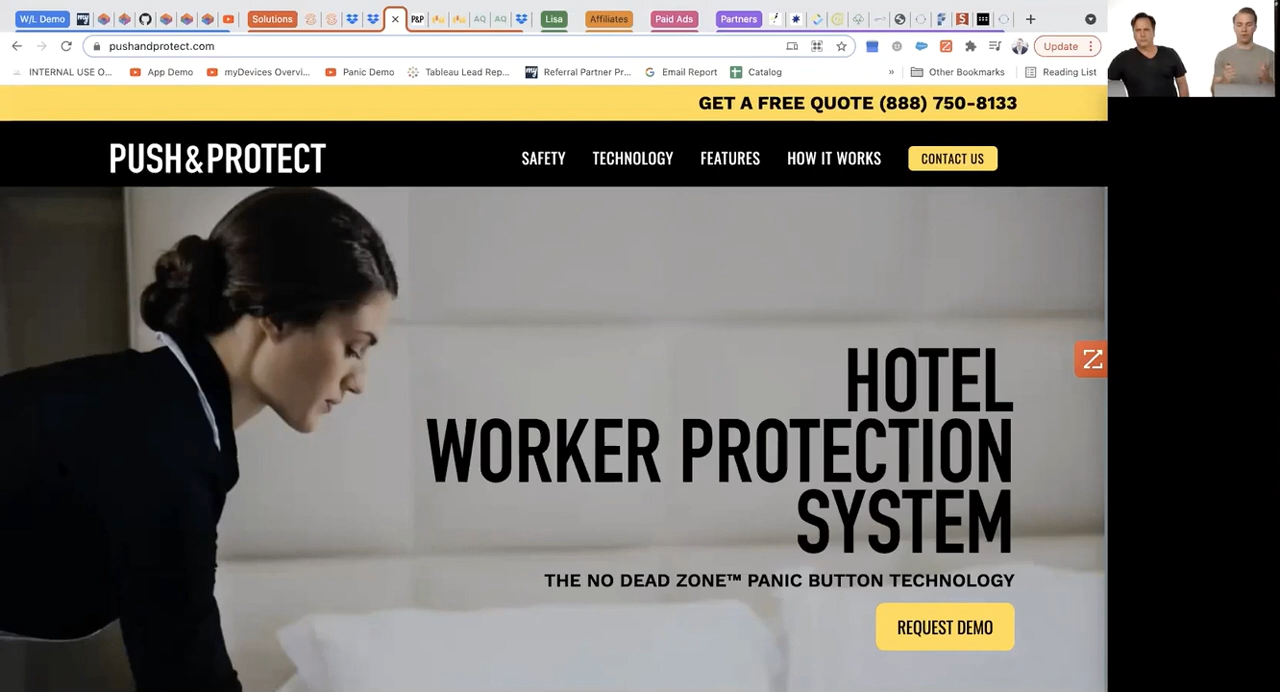 W/L Demo
Solutions
P&P
AQ
AQ
Lisa
Affiliates
Paid Ads
Partners
pushandprotect.com
Update
INTERNAL USE O...
App Demo
myDevices Overvi...
Panic Demo
Tableau Lead Rep...
Referral Partner Pr...
Email Report
Catalog
»
Other Bookmarks
Reading List
GET A FREE QUOTE (888) 750-8133
PUSH&PROTECT
SAFETY
TECHNOLOGY
FEATURES
HOW IT WORKS
CONTACT US
HOTEL
WORKER PROTECTION
SYSTEM
THE NO DEAD ZONE™ PANIC BUTTON TECHNOLOGY
REQUEST DEMO